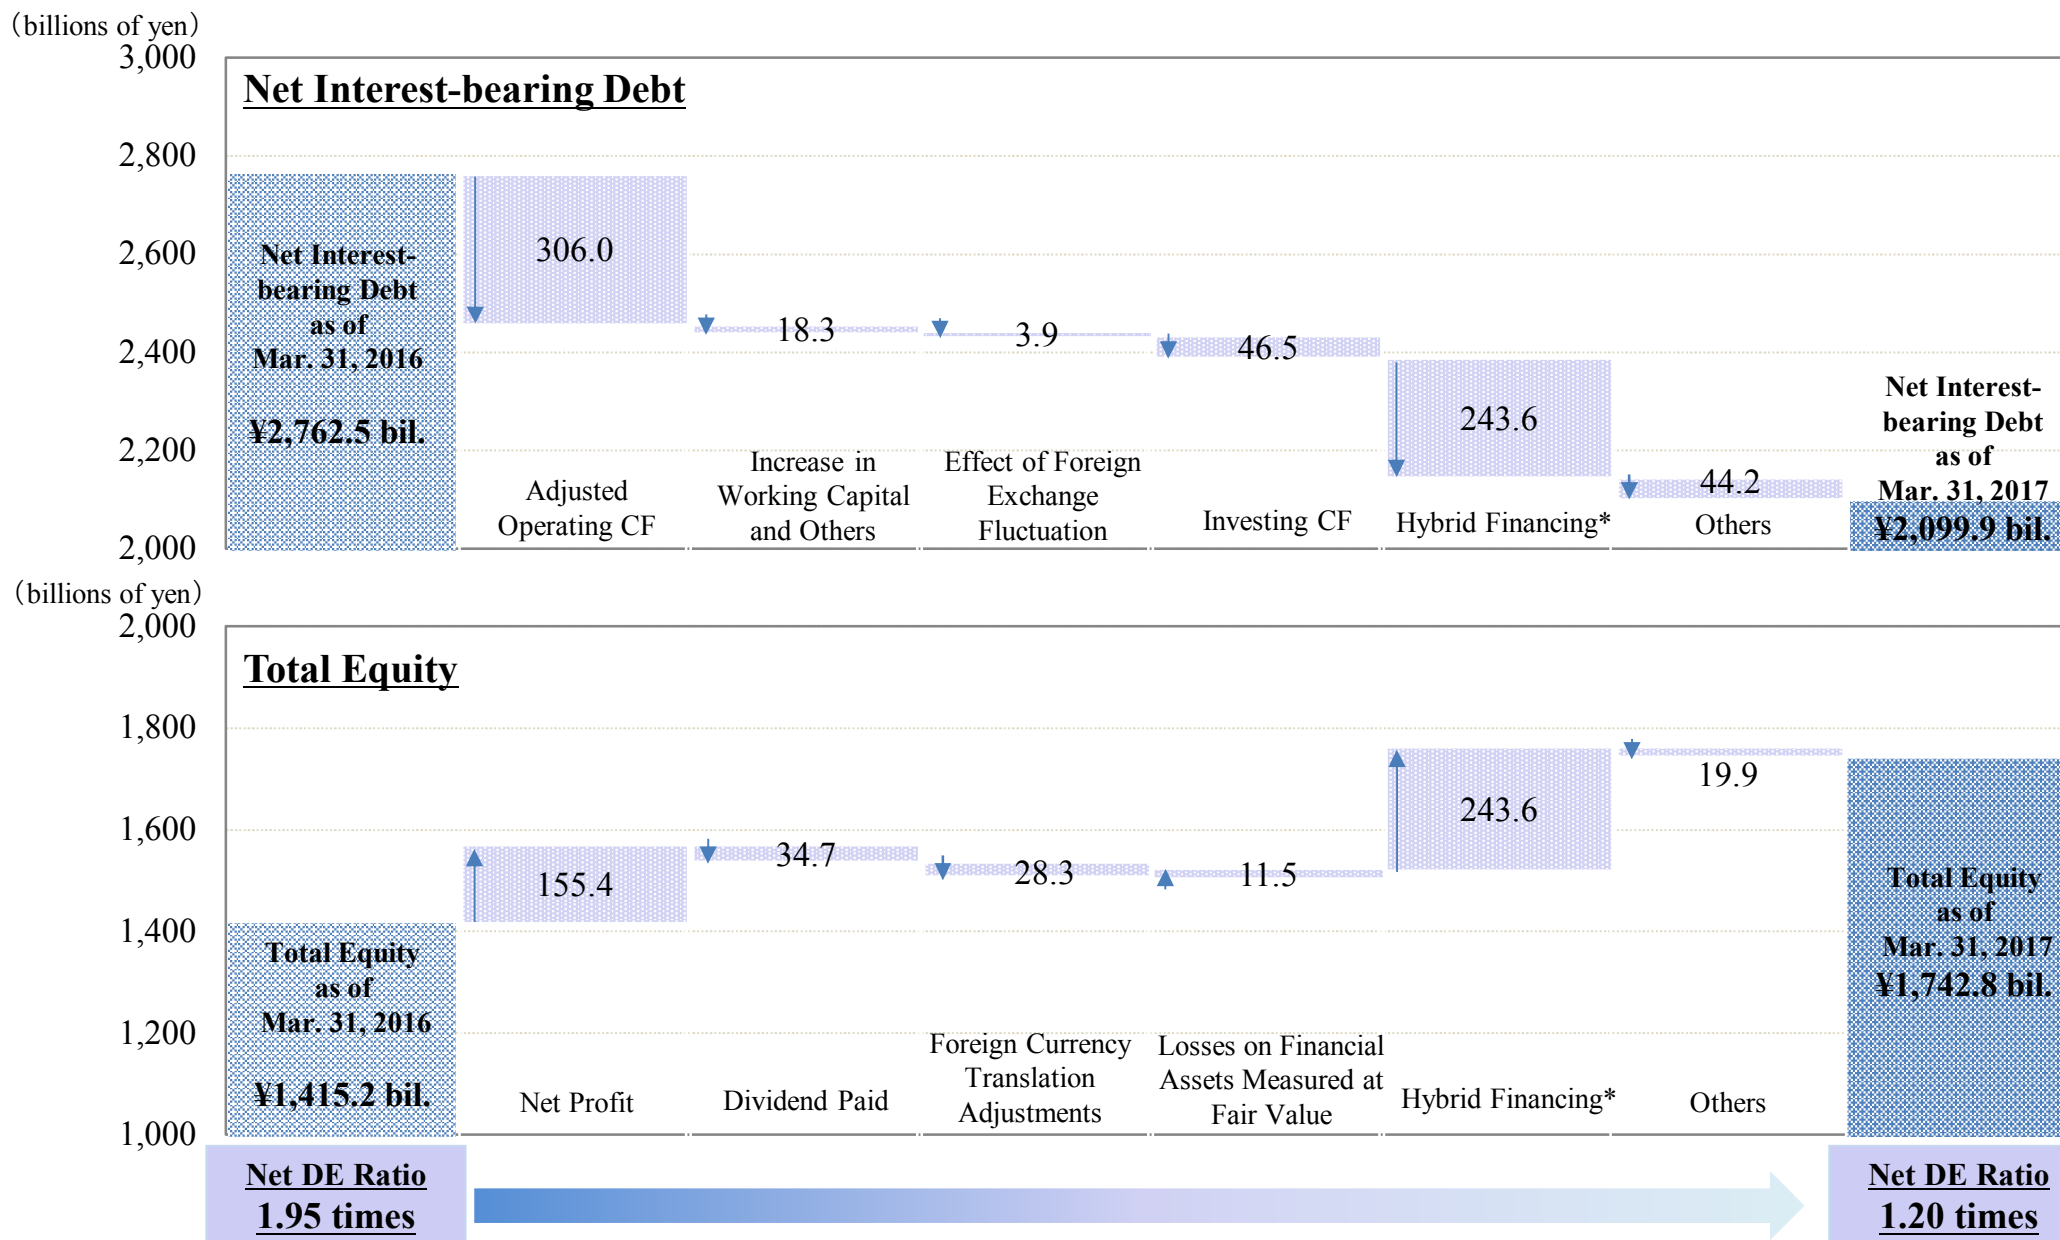 （billions of yen）
3,000
2,800
2,600
2,400
2,200
2,000
Net Interest-bearing Debt
Net Interest-
bearing Debt
as of
Mar. 31, 2016
¥2,762.5 bil.
306.0
Adjusted
Operating CF
18.3
Increase in
Working Capital
and Others
3.9
Effect of Foreign
Exchange
Fluctuation
46.5
Investing CF
243.6
Hybrid Financing*
44.2
Others
Net Interest-
bearing Debt
as of
Mar. 31, 2017
¥2,099.9 bil.
（billions of yen）
2,000
1,800
1,600
1,400
1,200
1,000
Total Equity
Total Equity
as of
Mar. 31, 2016
¥1,415.2 bil.
155.4
Net Profit
34.7
Dividend Paid
28.3
Foreign Currency
Translation
Adjustments
11.5
Losses on Financial
Assets Measured at
Fair Value
243.6
Hybrid Financing*
19.9
Others
Total Equity
as of
Mar. 31, 2017
¥1,742.8 bil.
Net DE Ratio
1.95 times
Net DE Ratio
1.20 times